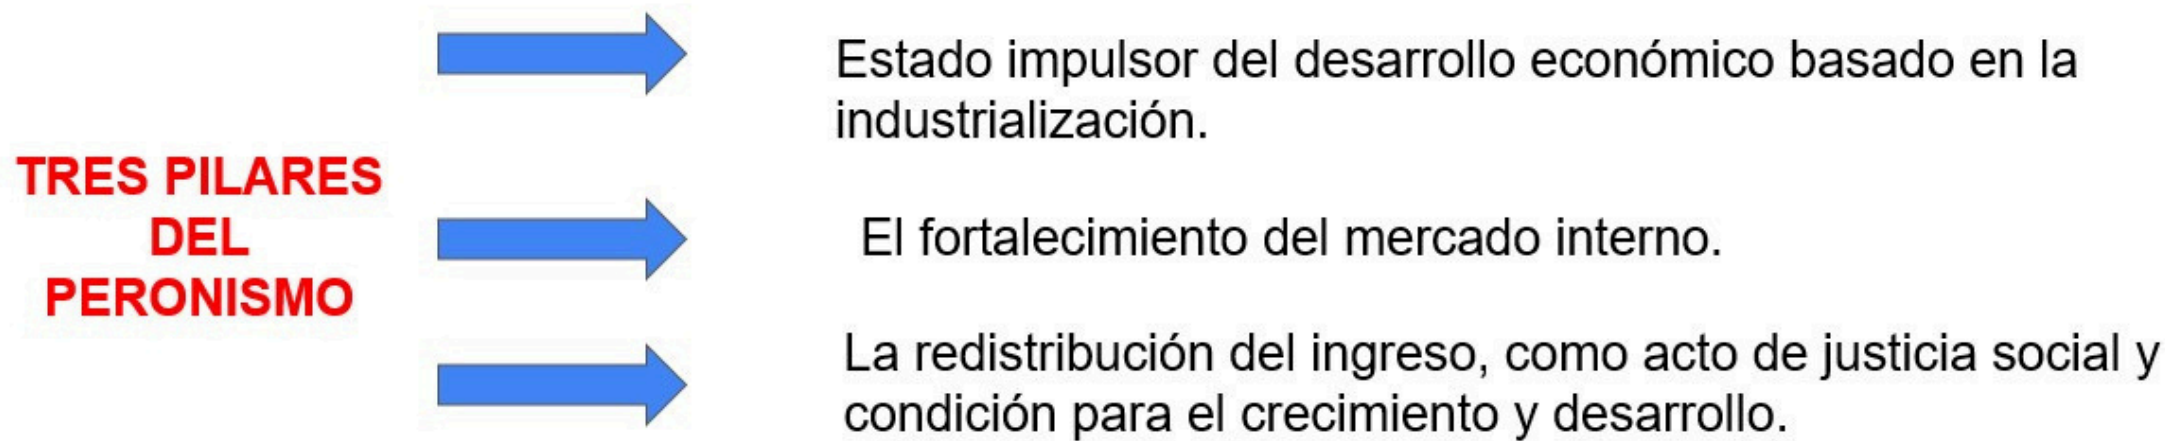 TRES PILARES
DEL
PERONISMO
Estado impulsor del desarrollo económico basado en la
industrialización.
El fortalecimiento del mercado interno.
La redistribución del ingreso, como acto de justicia social y
condición para el crecimiento y desarrollo.